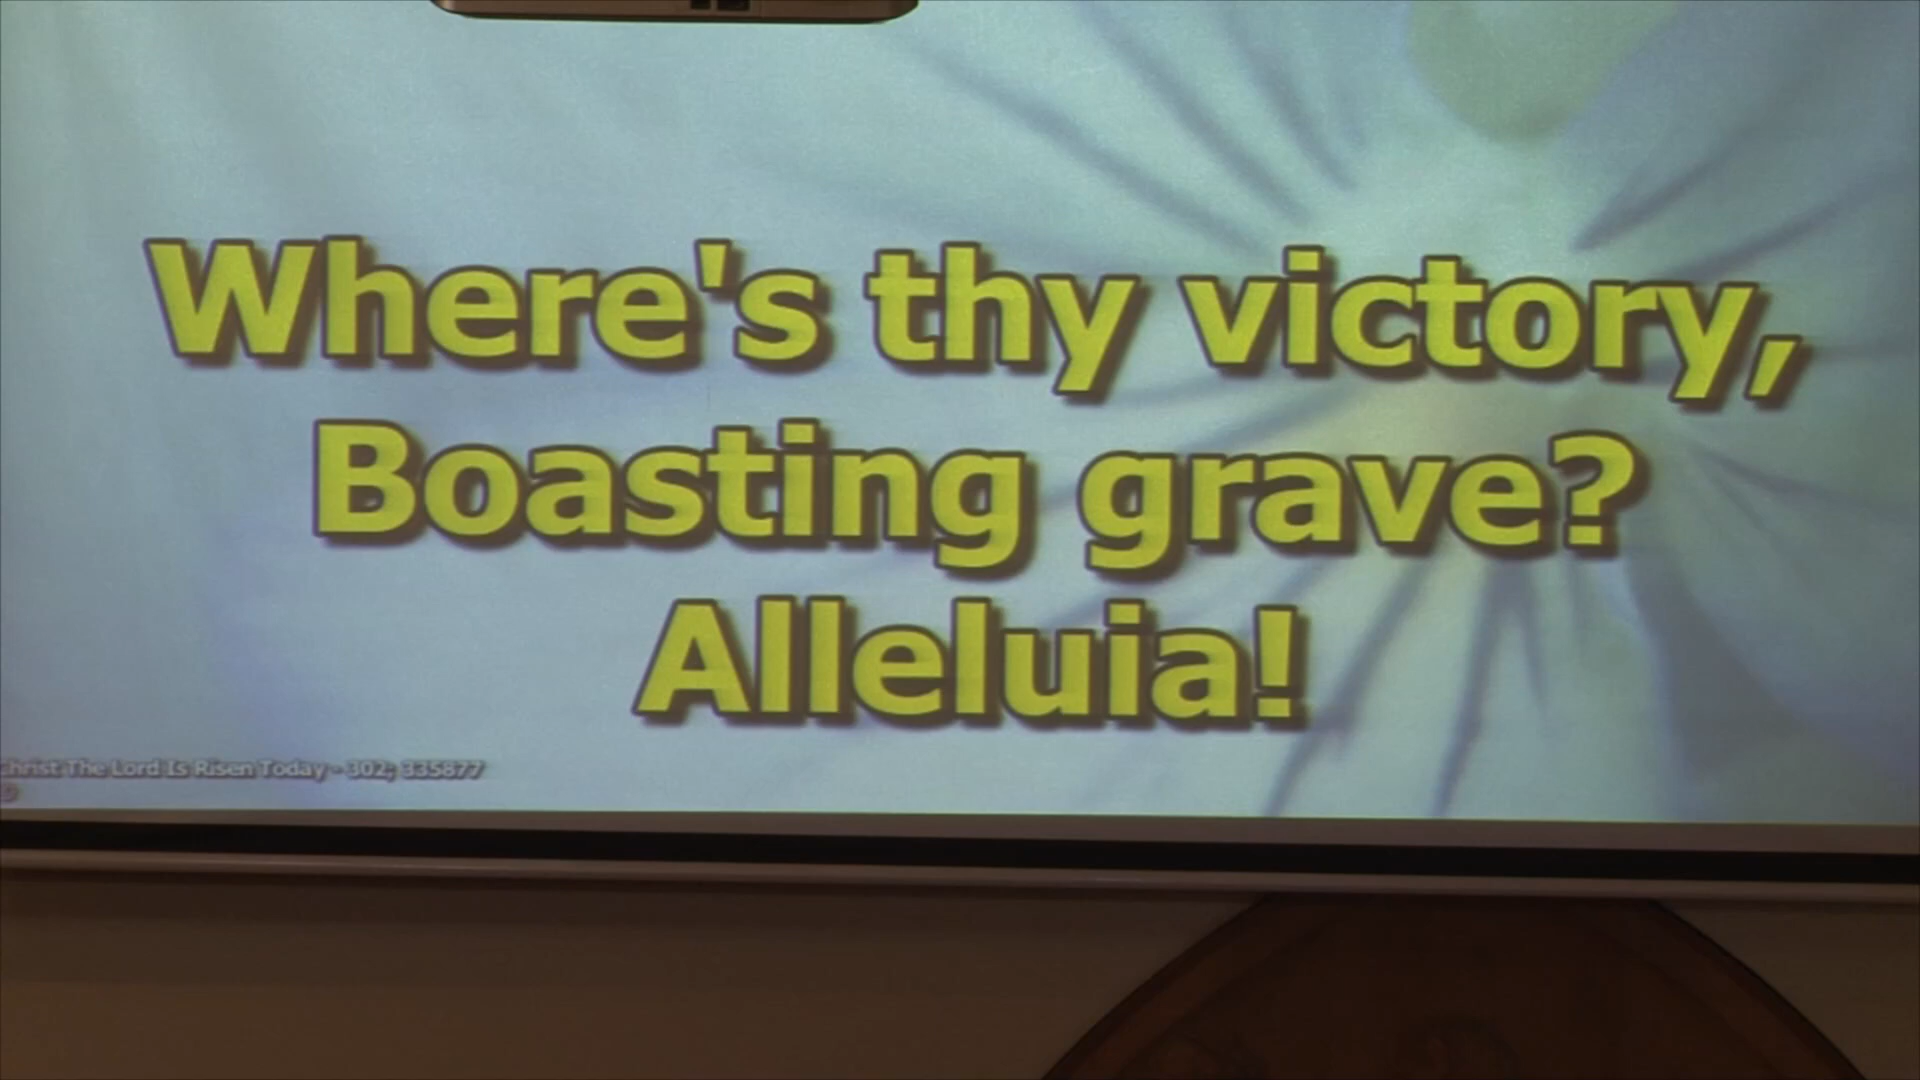 Where's thy victory,
Boasting grave?
Alleluia!
Christ The Lord Is Risen Today - 302; 335877